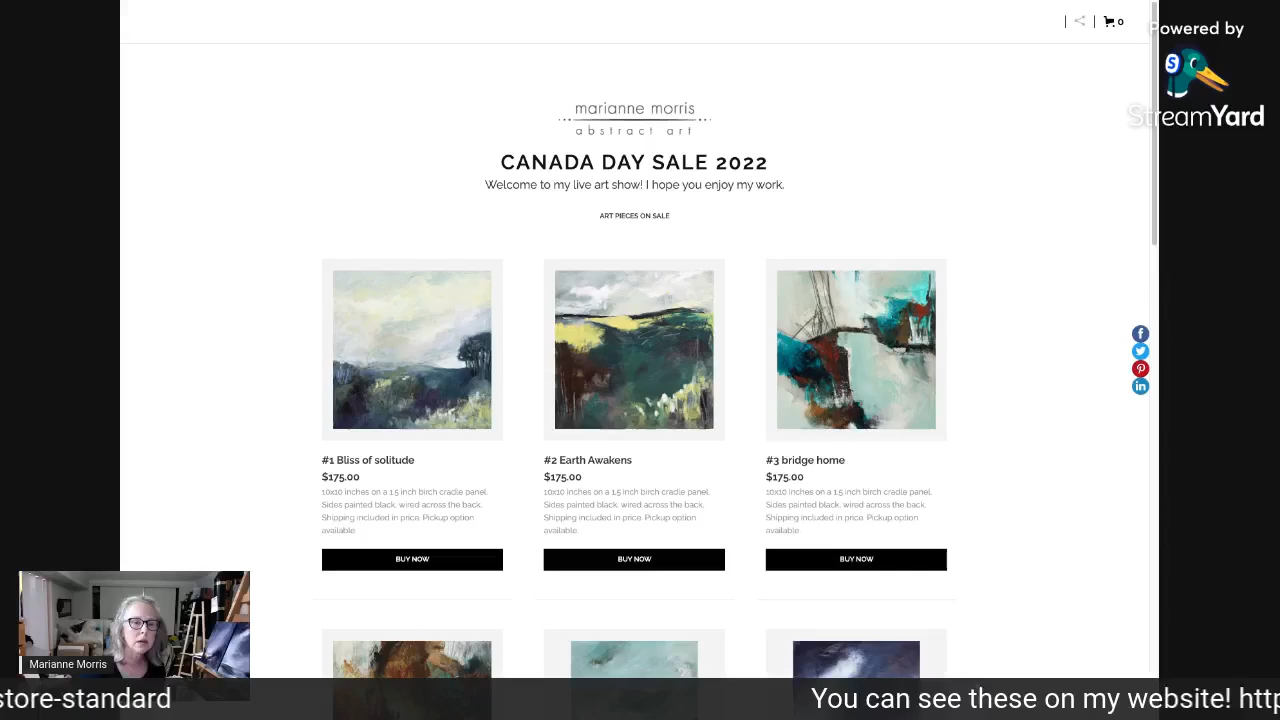 0
Powered by
S
StreamYard
marianne morris
abstract art
CANADA DAY SALE 2022
Welcome to my live art show! I hope you enjoy my work.
ART PIECES ON SALE
#1 Bliss of solitude
$175.00
10x10 inches on a 1.5 inch birch cradle panel.
Sides painted black, wired across the back.
Shipping included in price. Pickup option
available.
BUY NOW
#2 Earth Awakens
$175.00
10x10 inches on a 1.5 inch birch cradle panel.
Sides painted black, wired across the back.
Shipping included in price. Pickup option
available.
BUY NOW
#3 bridge home
$175.00
10x10 inches on a 1.5 inch birch cradle panel.
Sides painted black, wired across the back.
Shipping included in price. Pickup option
available.
BUY NOW
Marianne Morris
store-standard You can see these on my website! http